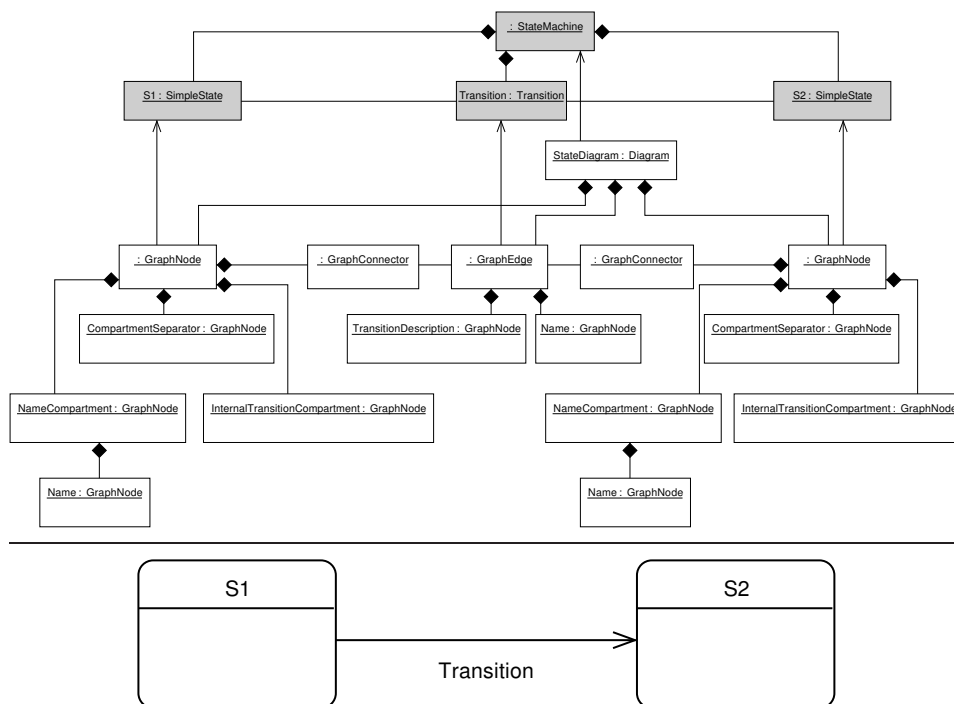 : StateMachine
S1 : SimpleState
Transition : Transition
S2 : SimpleState
StateDiagram : Diagram
: GraphNode
: GraphConnector
: GraphEdge
: GraphConnector
: GraphNode
CompartmentSeparator : GraphNode
TransitionDescription : GraphNode
Name : GraphNode
CompartmentSeparator : GraphNode
NameCompartment : GraphNode
InternalTransitionCompartment : GraphNode
NameCompartment : GraphNode
InternalTransitionCompartment : GraphNode
Name : GraphNode
Name : GraphNode
S1
S2
Transition